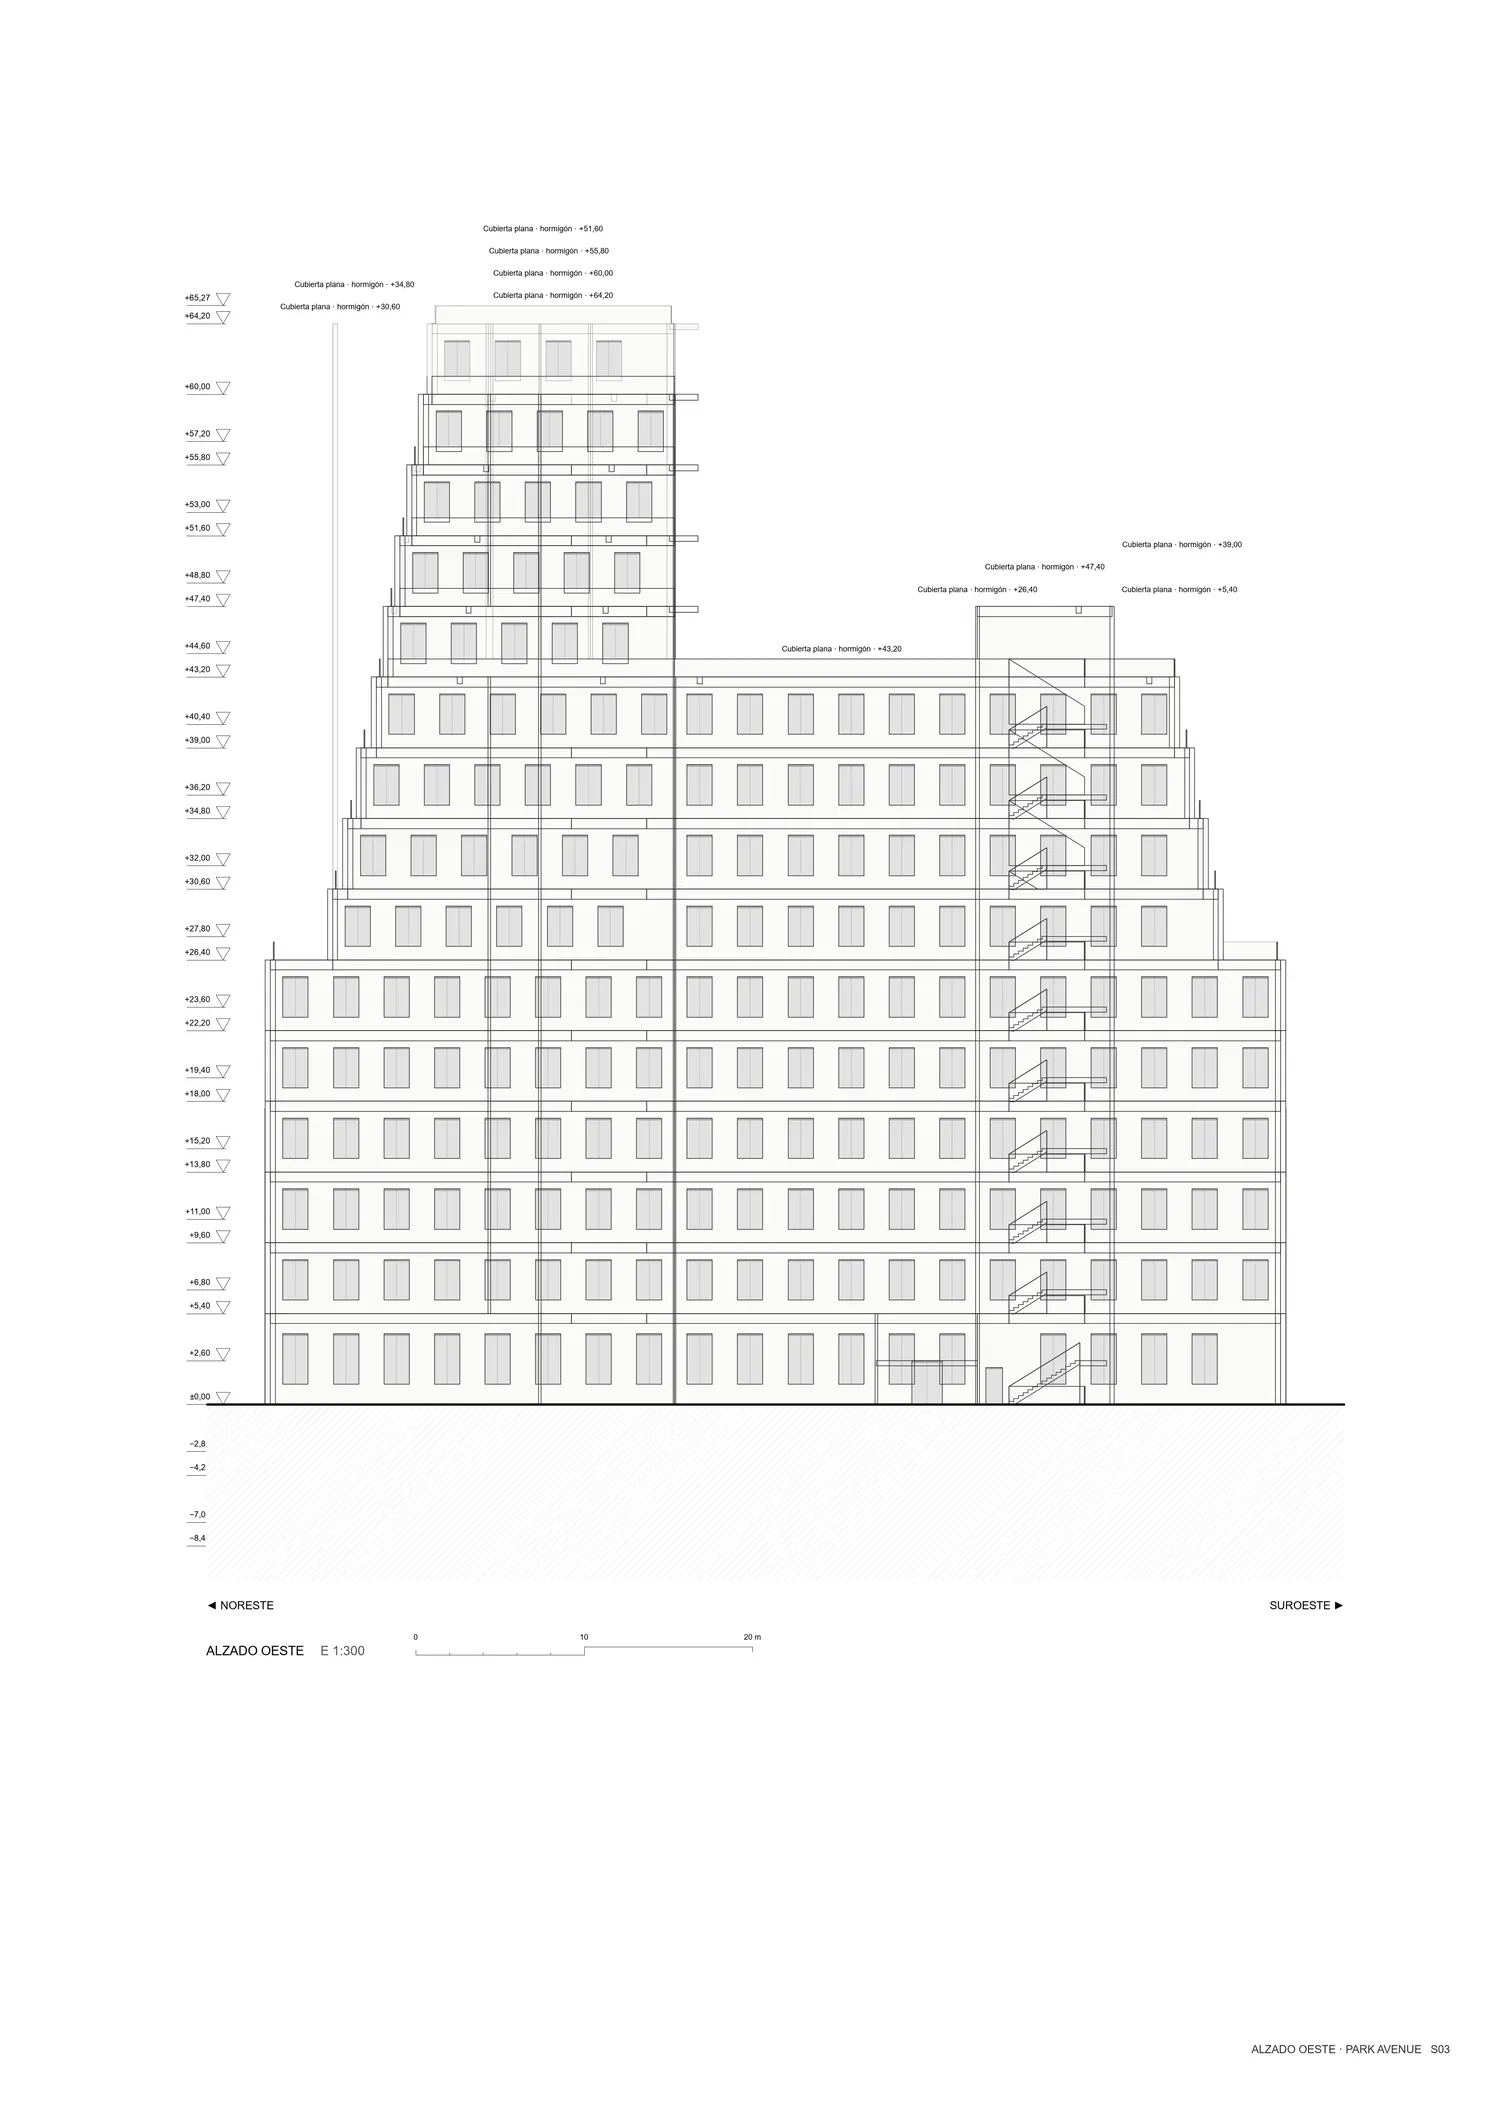 Cubierta plana · hormigón · +51,60
Cubierta plana · hormigón · +55,80
Cubierta plana · hormigón · +60,00
Cubierta plana · hormigón · +34,80
Cubierta plana · hormigón · +64,20
Cubierta plana · hormigón · +30,60
+65,27
+64,20
+60,00
+57,20
+55,80
+53,00
+51,60
Cubierta plana · hormigón · +39,00
Cubierta plana · hormigón · +47,40
+48,80
Cubierta plana · hormigón · +26,40
Cubierta plana · hormigón · +5,40
+47,40
+44,60
Cubierta plana · hormigón · +43,20
+43,20
+40,40
+39,00
+36,20
+34,80
+32,00
+30,60
+27,80
+26,40
+23,60
+22,20
+19,40
+18,00
+15,20
+13,80
+11,00
+9,60
+6,80
+5,40
+2,60
±0,00
−2,8
−4,2
−7,0
−8,4
◄ NORESTE
SUROESTE ►
0 10 20 m
ALZADO OESTE E 1:300
ALZADO OESTE · PARK AVENUE S03